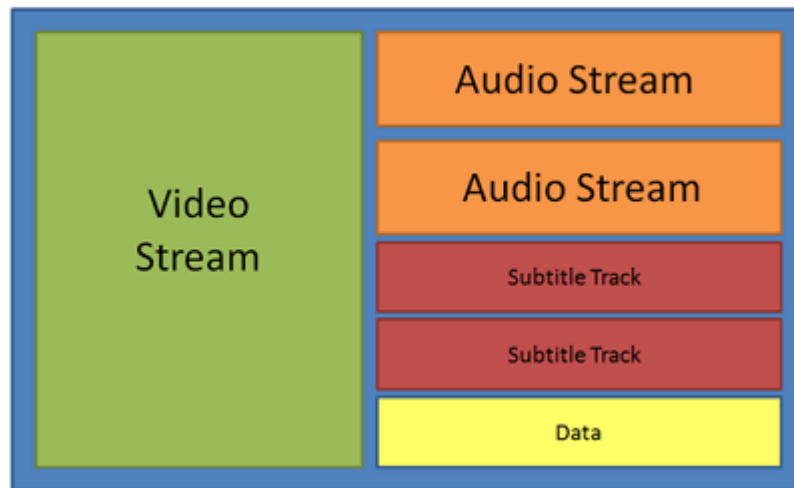 Video
Stream
Audio Stream
Audio Stream
Subtitle Track
Subtitle Track
Data